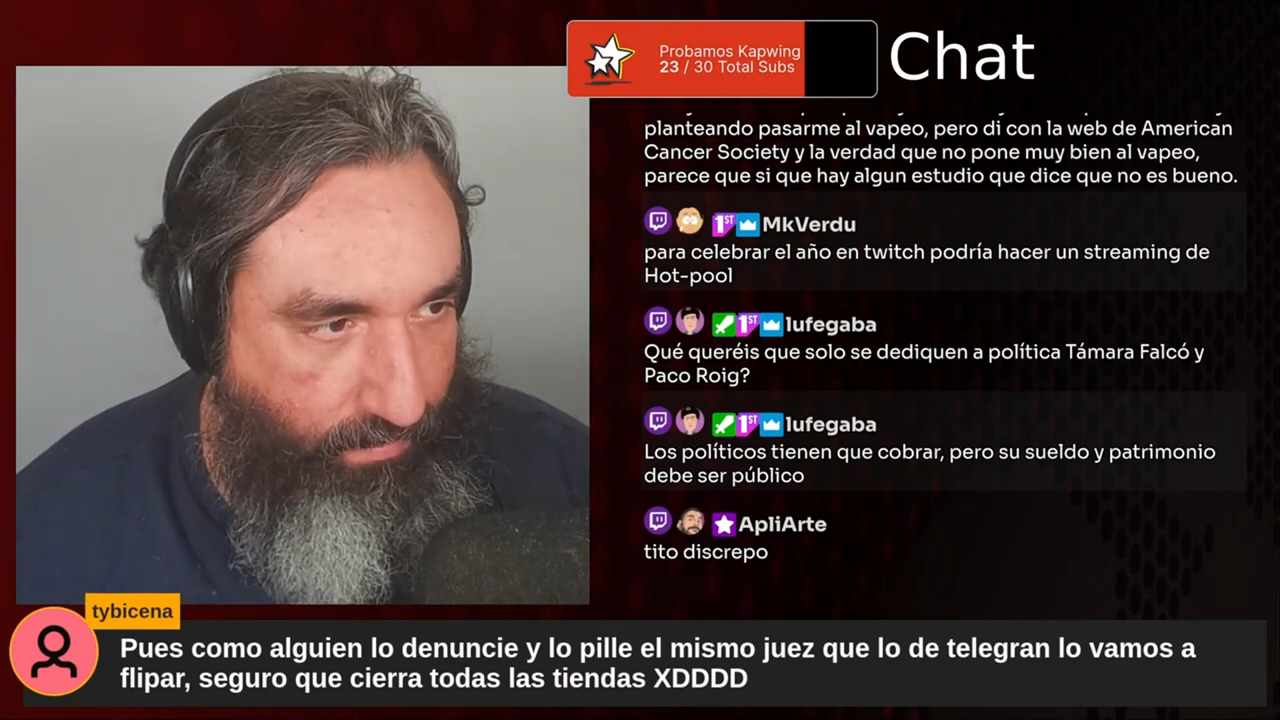 Probamos Kapwing
23 / 30 Total Subs
Chat
planteando pasarme al vapeo, pero di con la web de American
Cancer Society y la verdad que no pone muy bien al vapeo,
parece que si que hay algun estudio que dice que no es bueno.
1ST MkVerdu
para celebrar el año en twitch podría hacer un streaming de
Hot-pool
1ST lufegaba
Qué queréis que solo se dediquen a política Támara Falcó y
Paco Roig?
1ST lufegaba
Los políticos tienen que cobrar, pero su sueldo y patrimonio
debe ser público
ApliArte
tito discrepo
tybicena
Pues como alguien lo denuncie y lo pille el mismo juez que lo de telegran lo vamos a
flipar, seguro que cierra todas las tiendas XDDDD